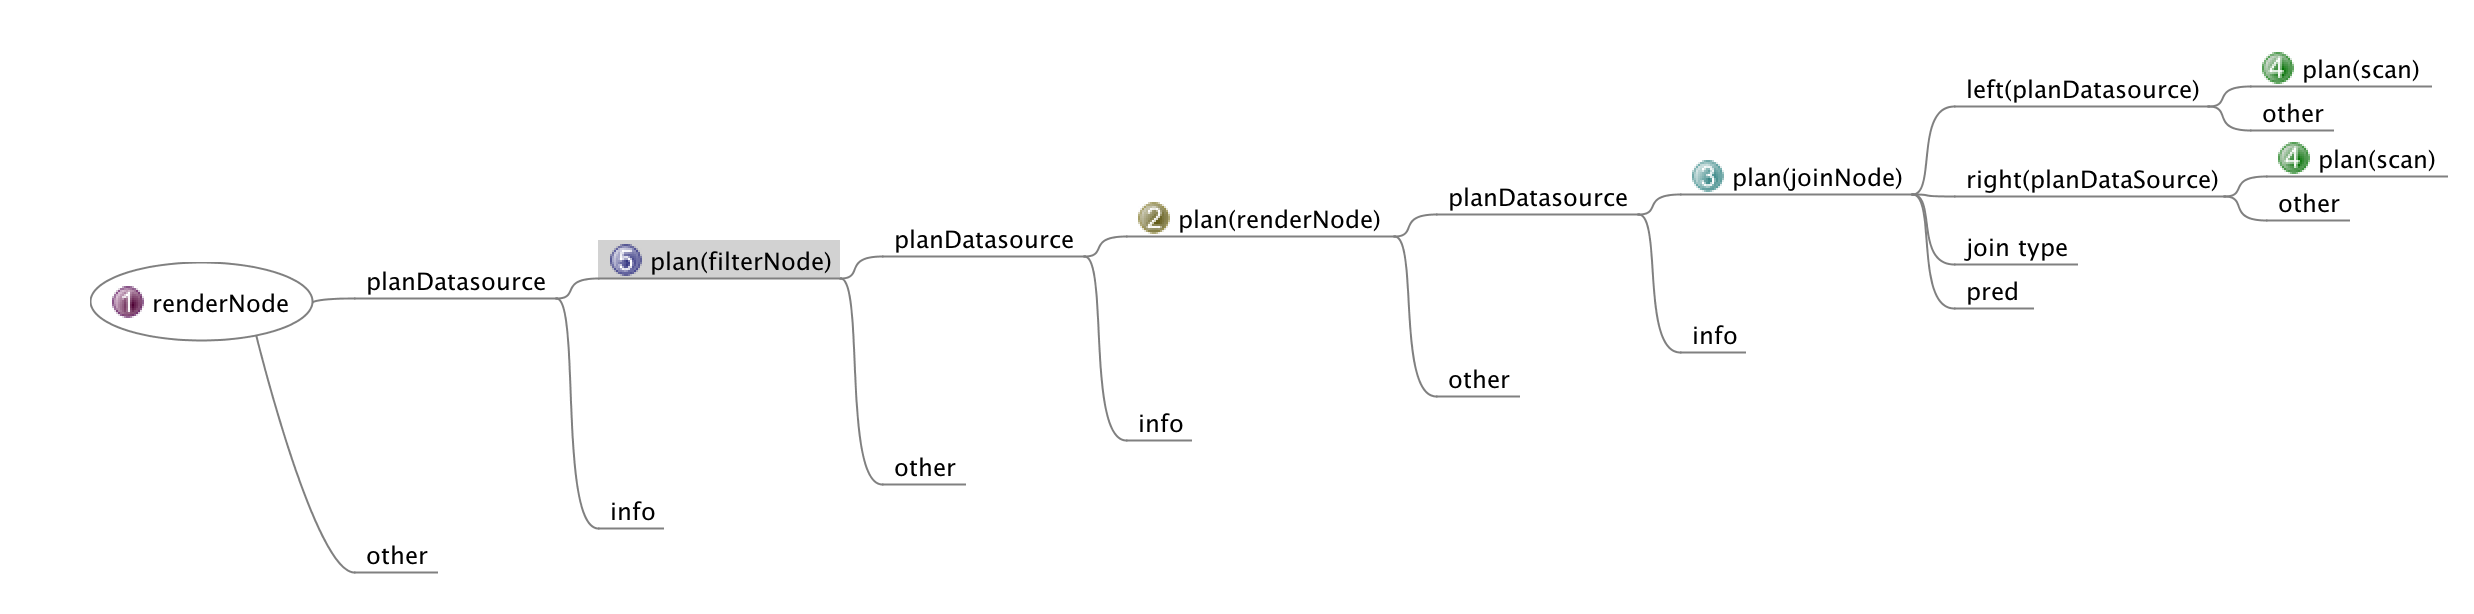 1 renderNode
planDatasource
5 plan(filterNode)
planDatasource
2 plan(renderNode)
planDatasource
3 plan(joinNode)
left(planDatasource)
4 plan(scan)
other
right(planDataSource)
4 plan(scan)
other
join type
pred
info
other
info
other
info
other